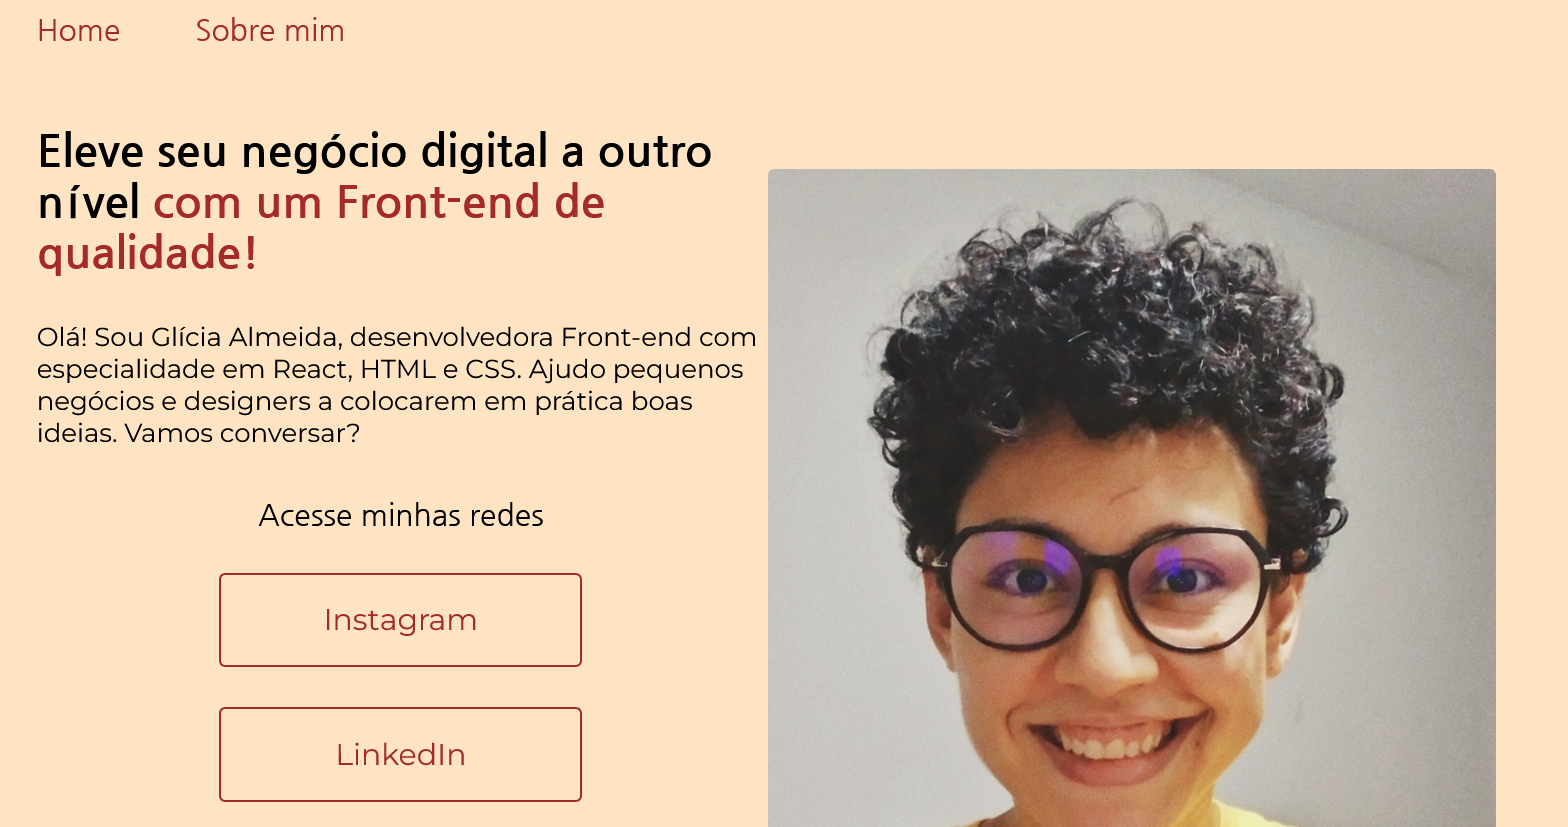 Home Sobre mim
Eleve seu negócio digital a outro
nível com um Front-end de
qualidade!
Olá! Sou Glícia Almeida, desenvolvedora Front-end com
especialidade em React, HTML e CSS. Ajudo pequenos
negócios e designers a colocarem em prática boas
ideias. Vamos conversar?
Acesse minhas redes
Instagram
LinkedIn